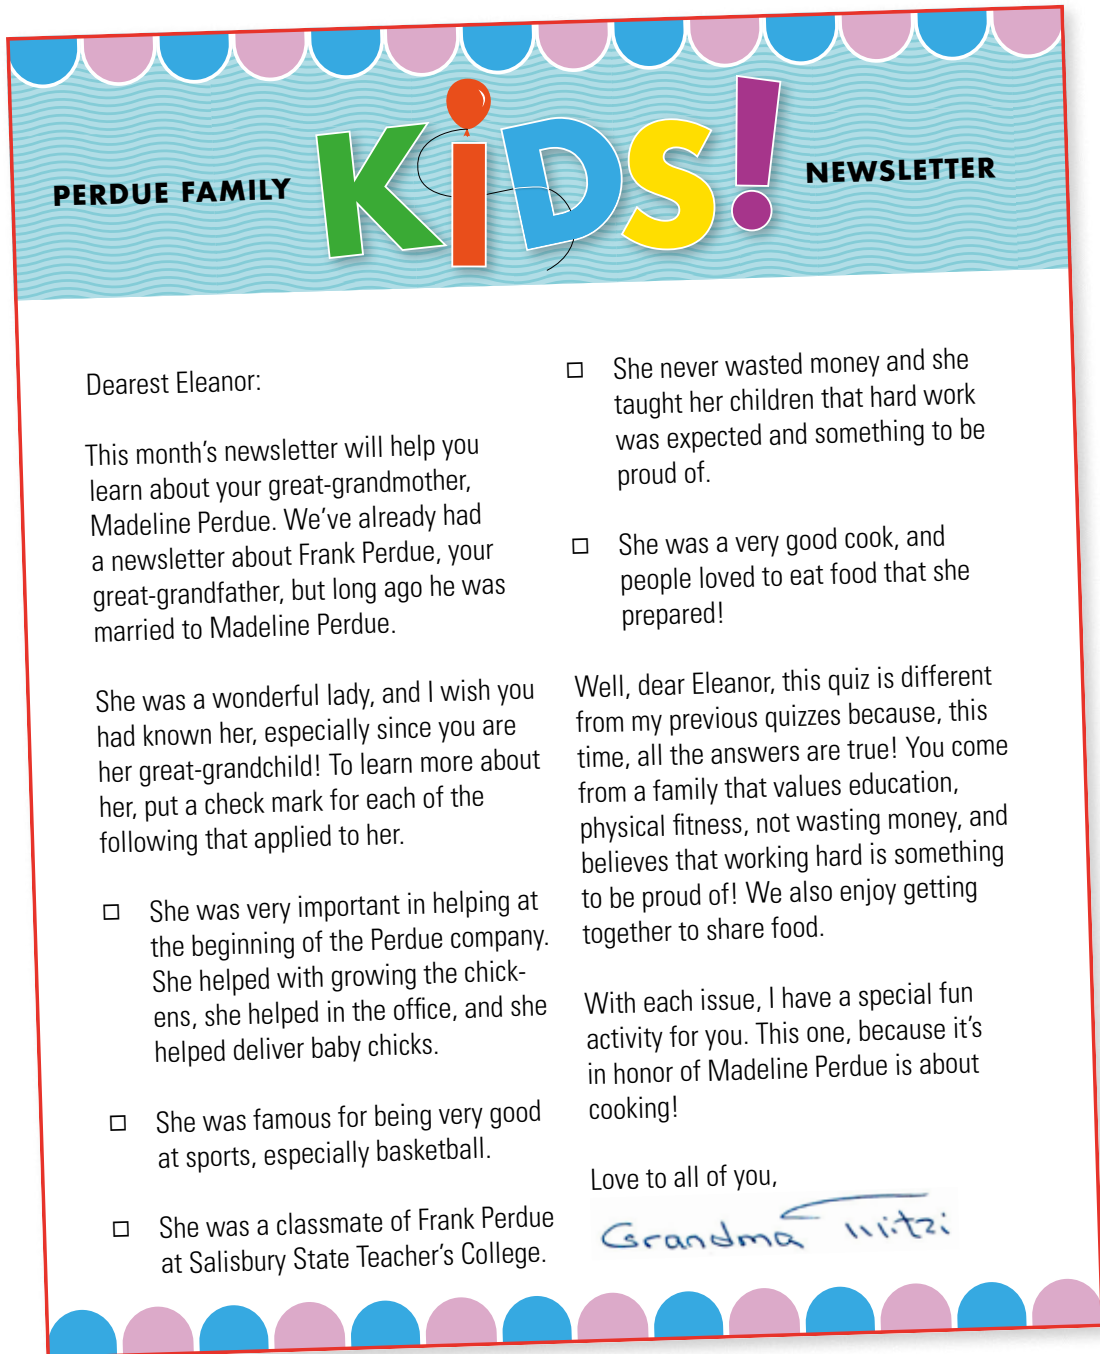 PERDUE FAMILY KiDS! NEWSLETTER
Dearest Eleanor:
This month's newsletter will help you
learn about your great-grandmother,
Madeline Perdue. We've already had
a newsletter about Frank Perdue, your
great-grandfather, but long ago he was
married to Madeline Perdue.
She was a wonderful lady, and I wish you
had known her, especially since you are
her great-grandchild! To learn more about
her, put a check mark for each of the
following that applied to her.
☐ She was very important in helping at
the beginning of the Perdue company.
She helped with growing the chick-
ens, she helped in the office, and she
helped deliver baby chicks.
☐ She was famous for being very good
at sports, especially basketball.
☐ She was a classmate of Frank Perdue
at Salisbury State Teacher's College.
☐ She never wasted money and she
taught her children that hard work
was expected and something to be
proud of.
☐ She was a very good cook, and
people loved to eat food that she
prepared!
Well, dear Eleanor, this quiz is different
from my previous quizzes because, this
time, all the answers are true! You come
from a family that values education,
physical fitness, not wasting money, and
believes that working hard is something
to be proud of! We also enjoy getting
together to share food.
With each issue, I have a special fun
activity for you. This one, because it's
in honor of Madeline Perdue is about
cooking!
Love to all of you,
Grandma Mitzi